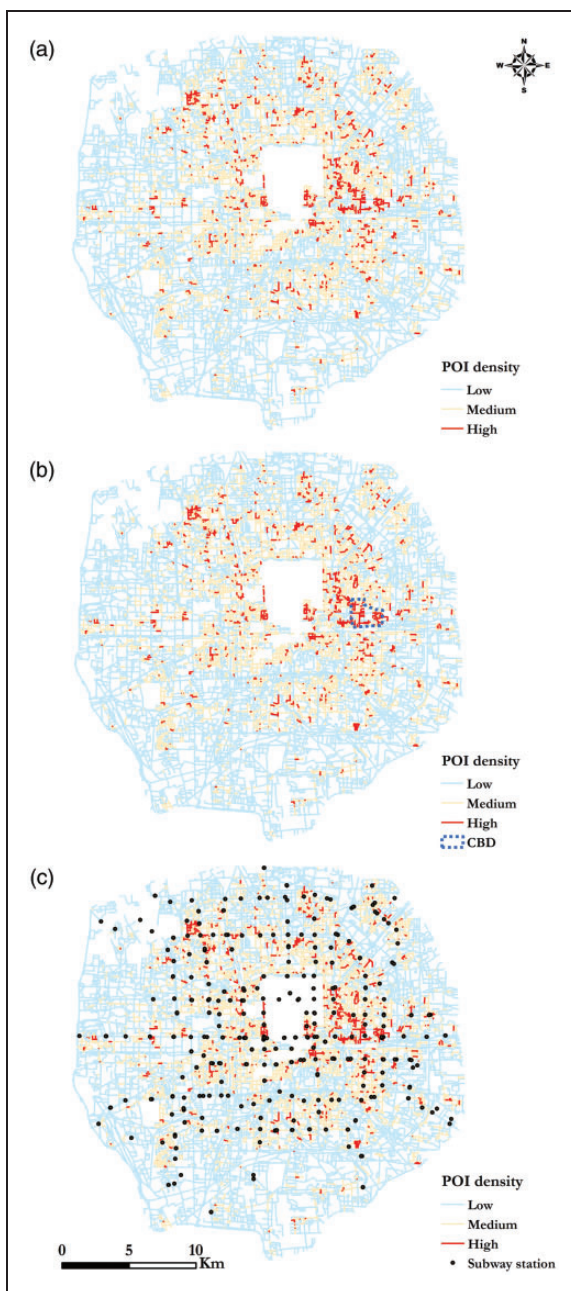 (a)
N
W E
S
POI density
Low
Medium
High
(b)
POI density
Low
Medium
High
CBD
(c)
POI density
Low
Medium
High
Subway station
0 5 10
Km